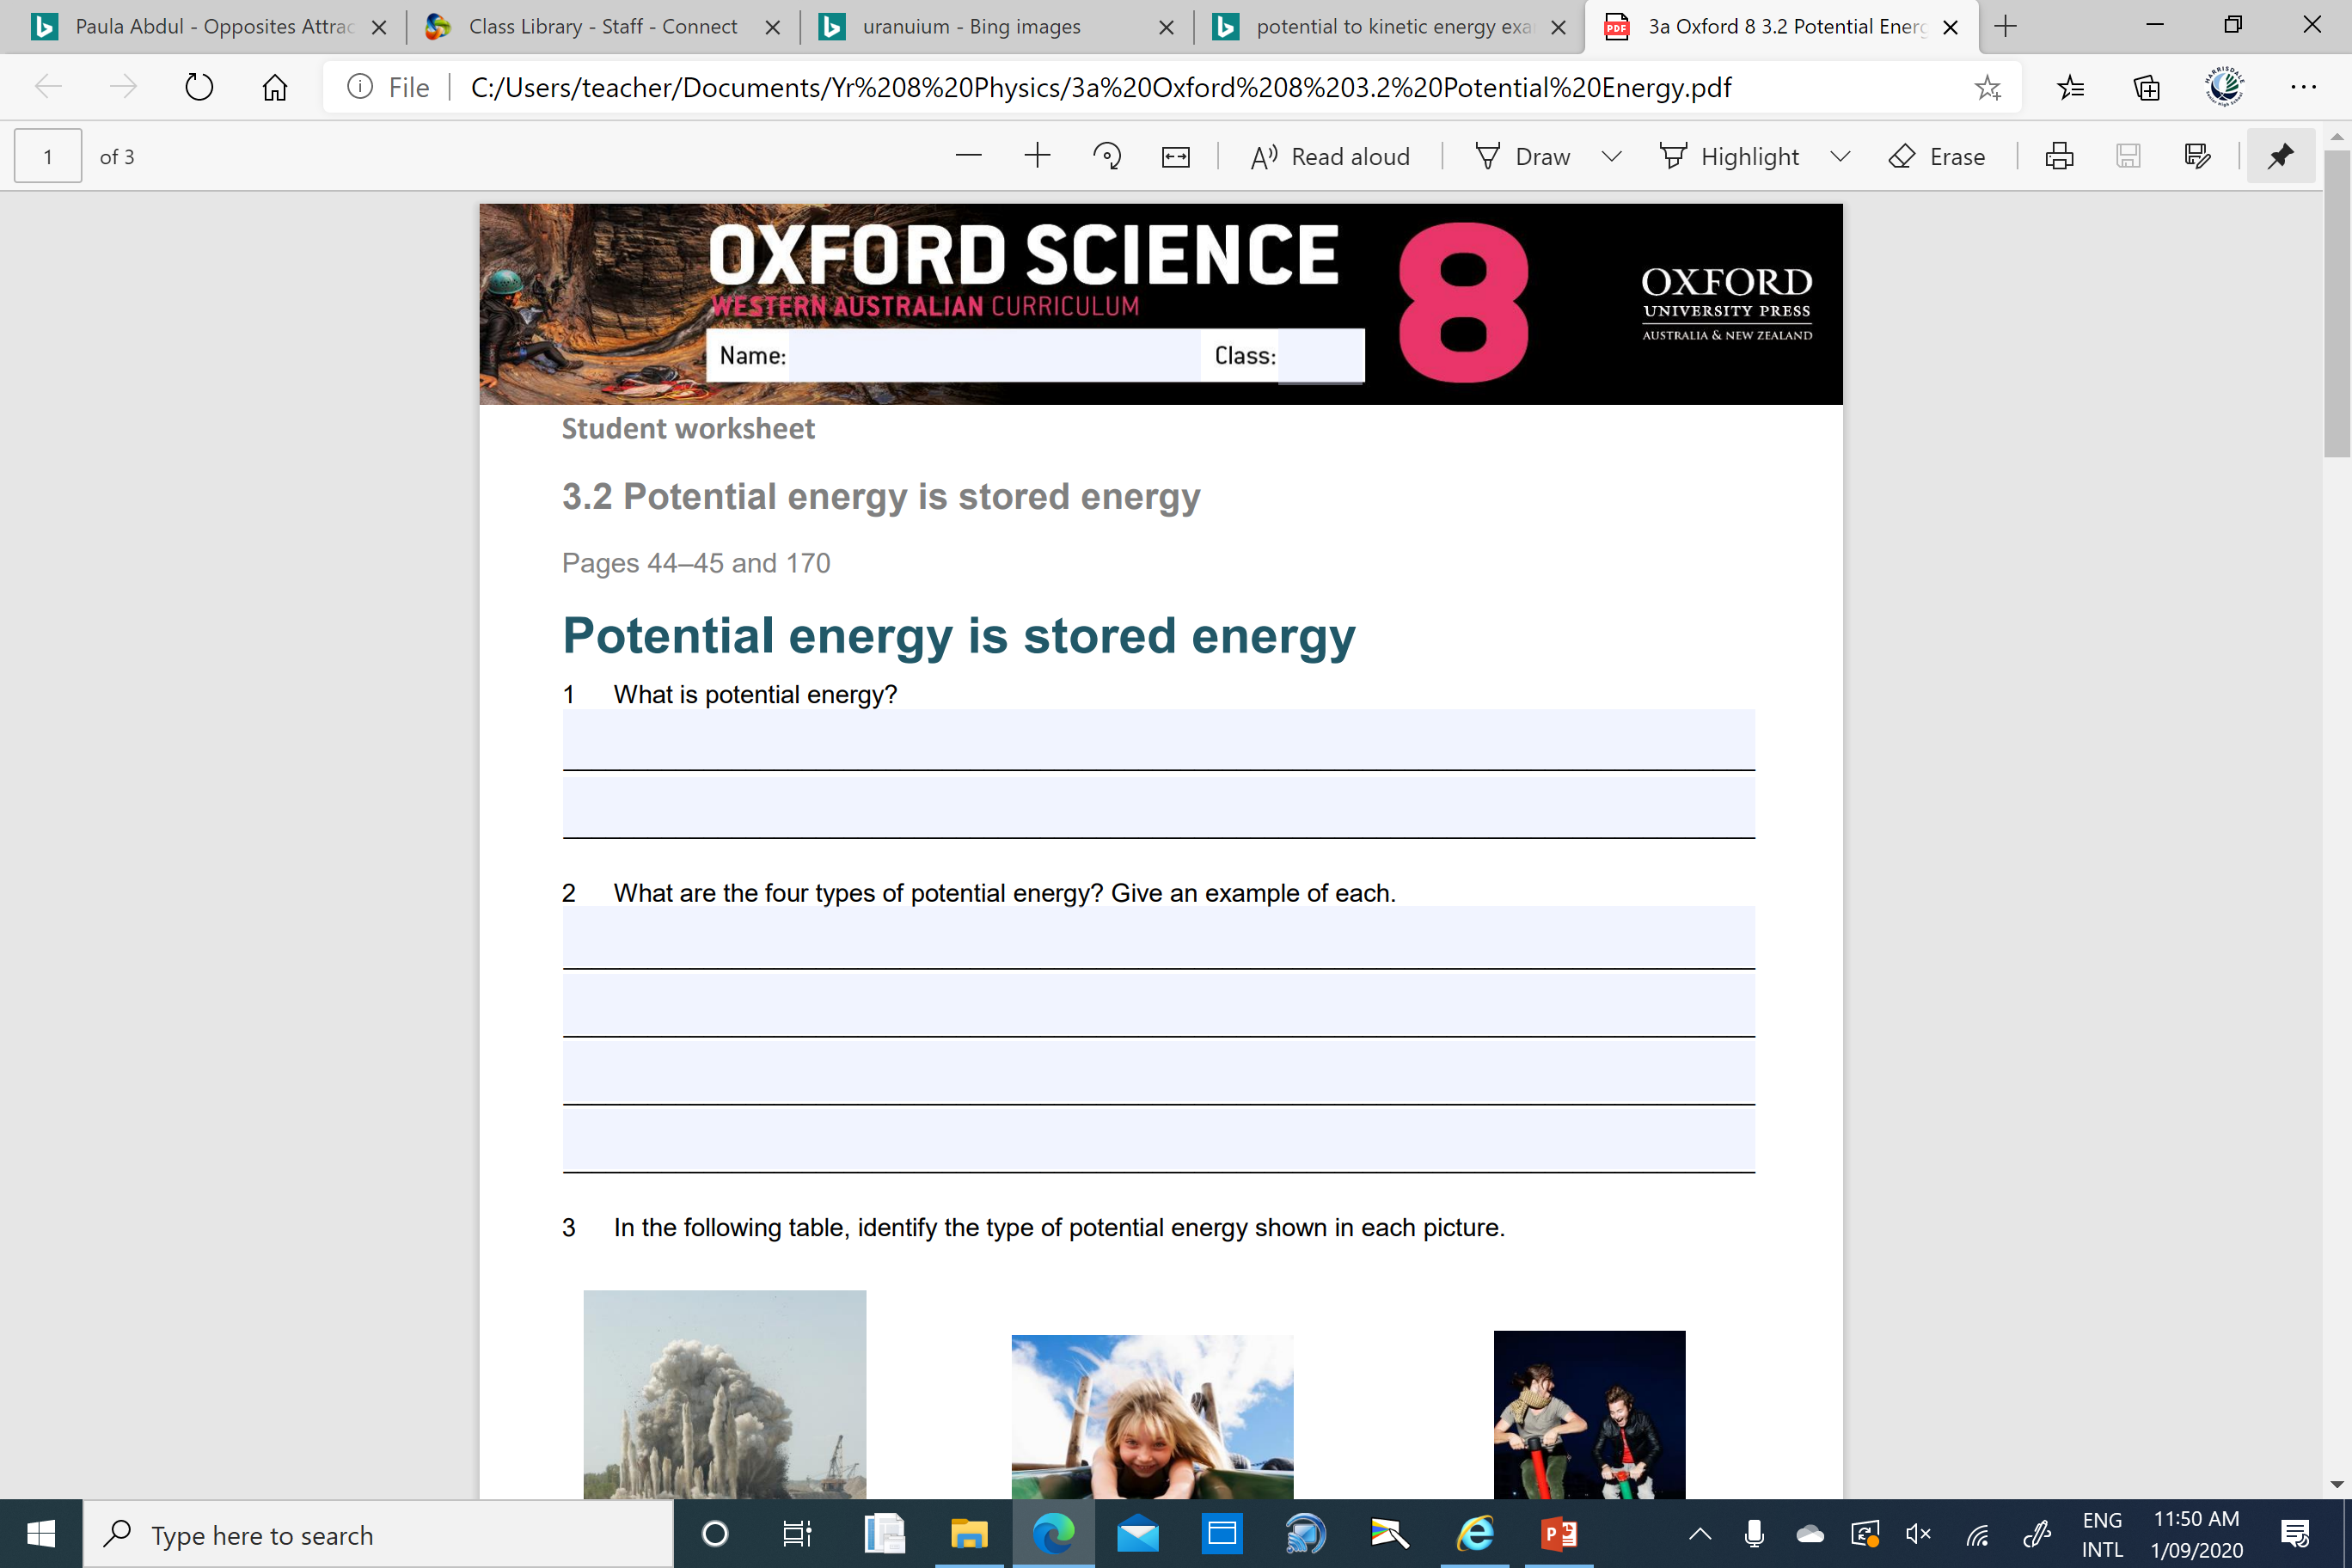 Paula Abdul - Opposites Attrac
Class Library - Staff - Connect
uranuium - Bing images
potential to kinetic energy exa
3a Oxford 8 3.2 Potential Energ
File
C:/Users/teacher/Documents/Yr%208%20Physics/3a%20Oxford%208%203.2%20Potential%20Energy.pdf
1 of 3
Read aloud
Draw
Highlight
Erase
OXFORD SCIENCE 8
WESTERN AUSTRALIAN CURRICULUM
Name:
Class:
OXFORD
UNIVERSITY PRESS
AUSTRALIA & NEW ZEALAND
Student worksheet
3.2 Potential energy is stored energy
Pages 44–45 and 170
Potential energy is stored energy
1 What is potential energy?
2 What are the four types of potential energy? Give an example of each.
3 In the following table, identify the type of potential energy shown in each picture.
Type here to search
ENG
INTL
11:50 AM
1/09/2020